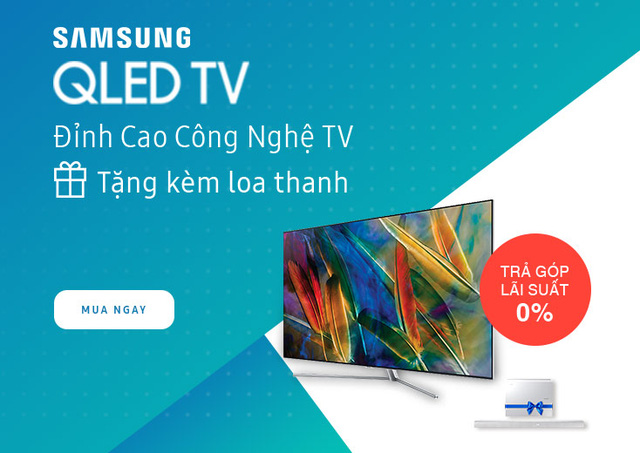 SAMSUNG
QLED TV
Đỉnh Cao Công Nghệ TV
Tặng kèm loa thanh
MUA NGAY
TRẢ GÓP
LÃI SUẤT
0%